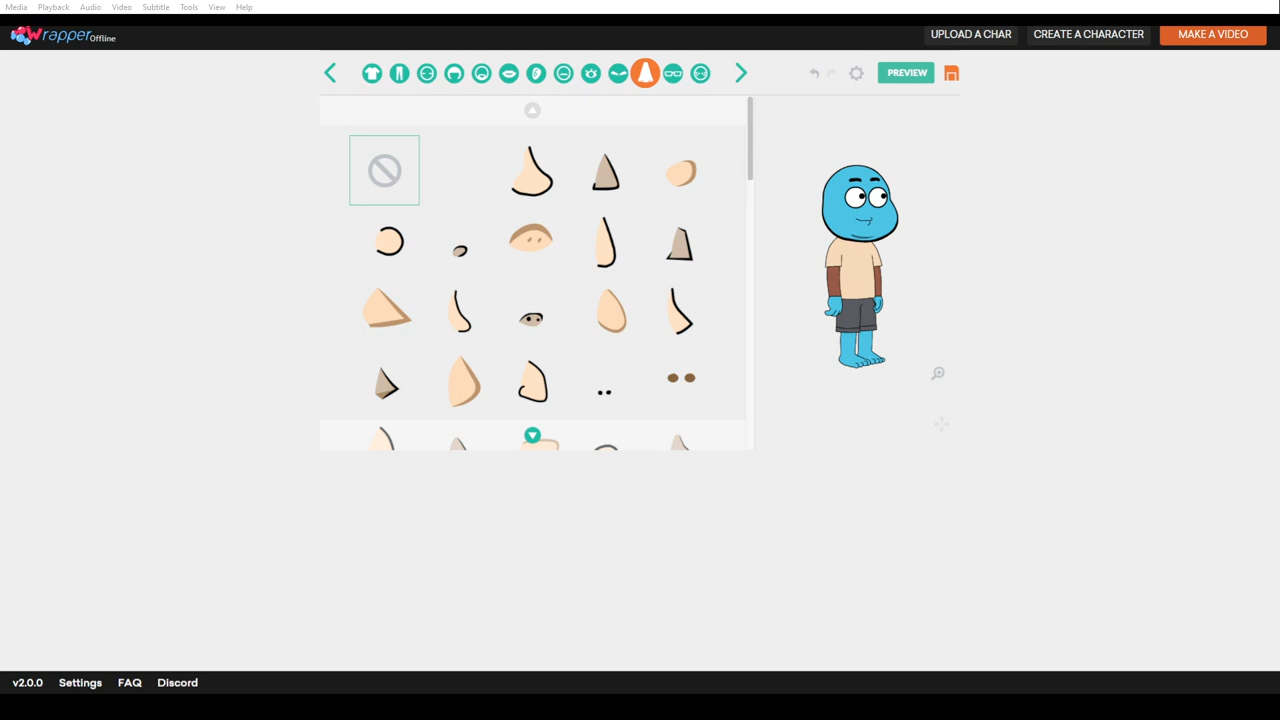 Media Playback Audio Video Subtitle Tools View Help
Wrapper Offline UPLOAD A CHAR CREATE A CHARACTER MAKE A VIDEO
PREVIEW
v2.0.0 Settings FAQ Discord